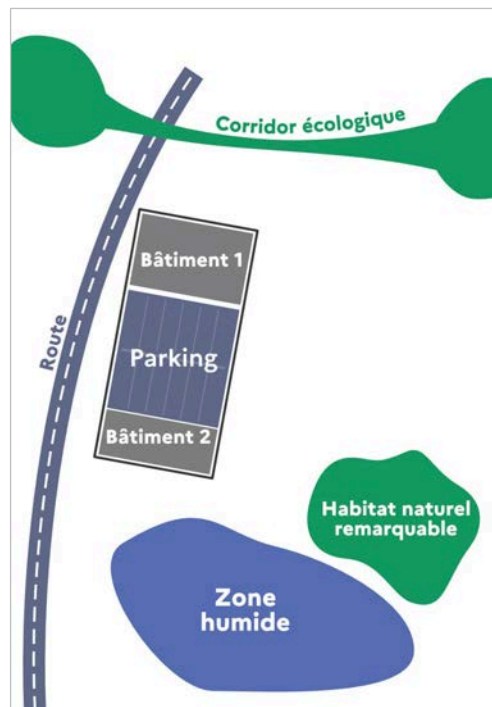 Corridor écologique
Bâtiment 1
Route
Parking
Bâtiment 2
Habitat naturel
remarquable
Zone
humide